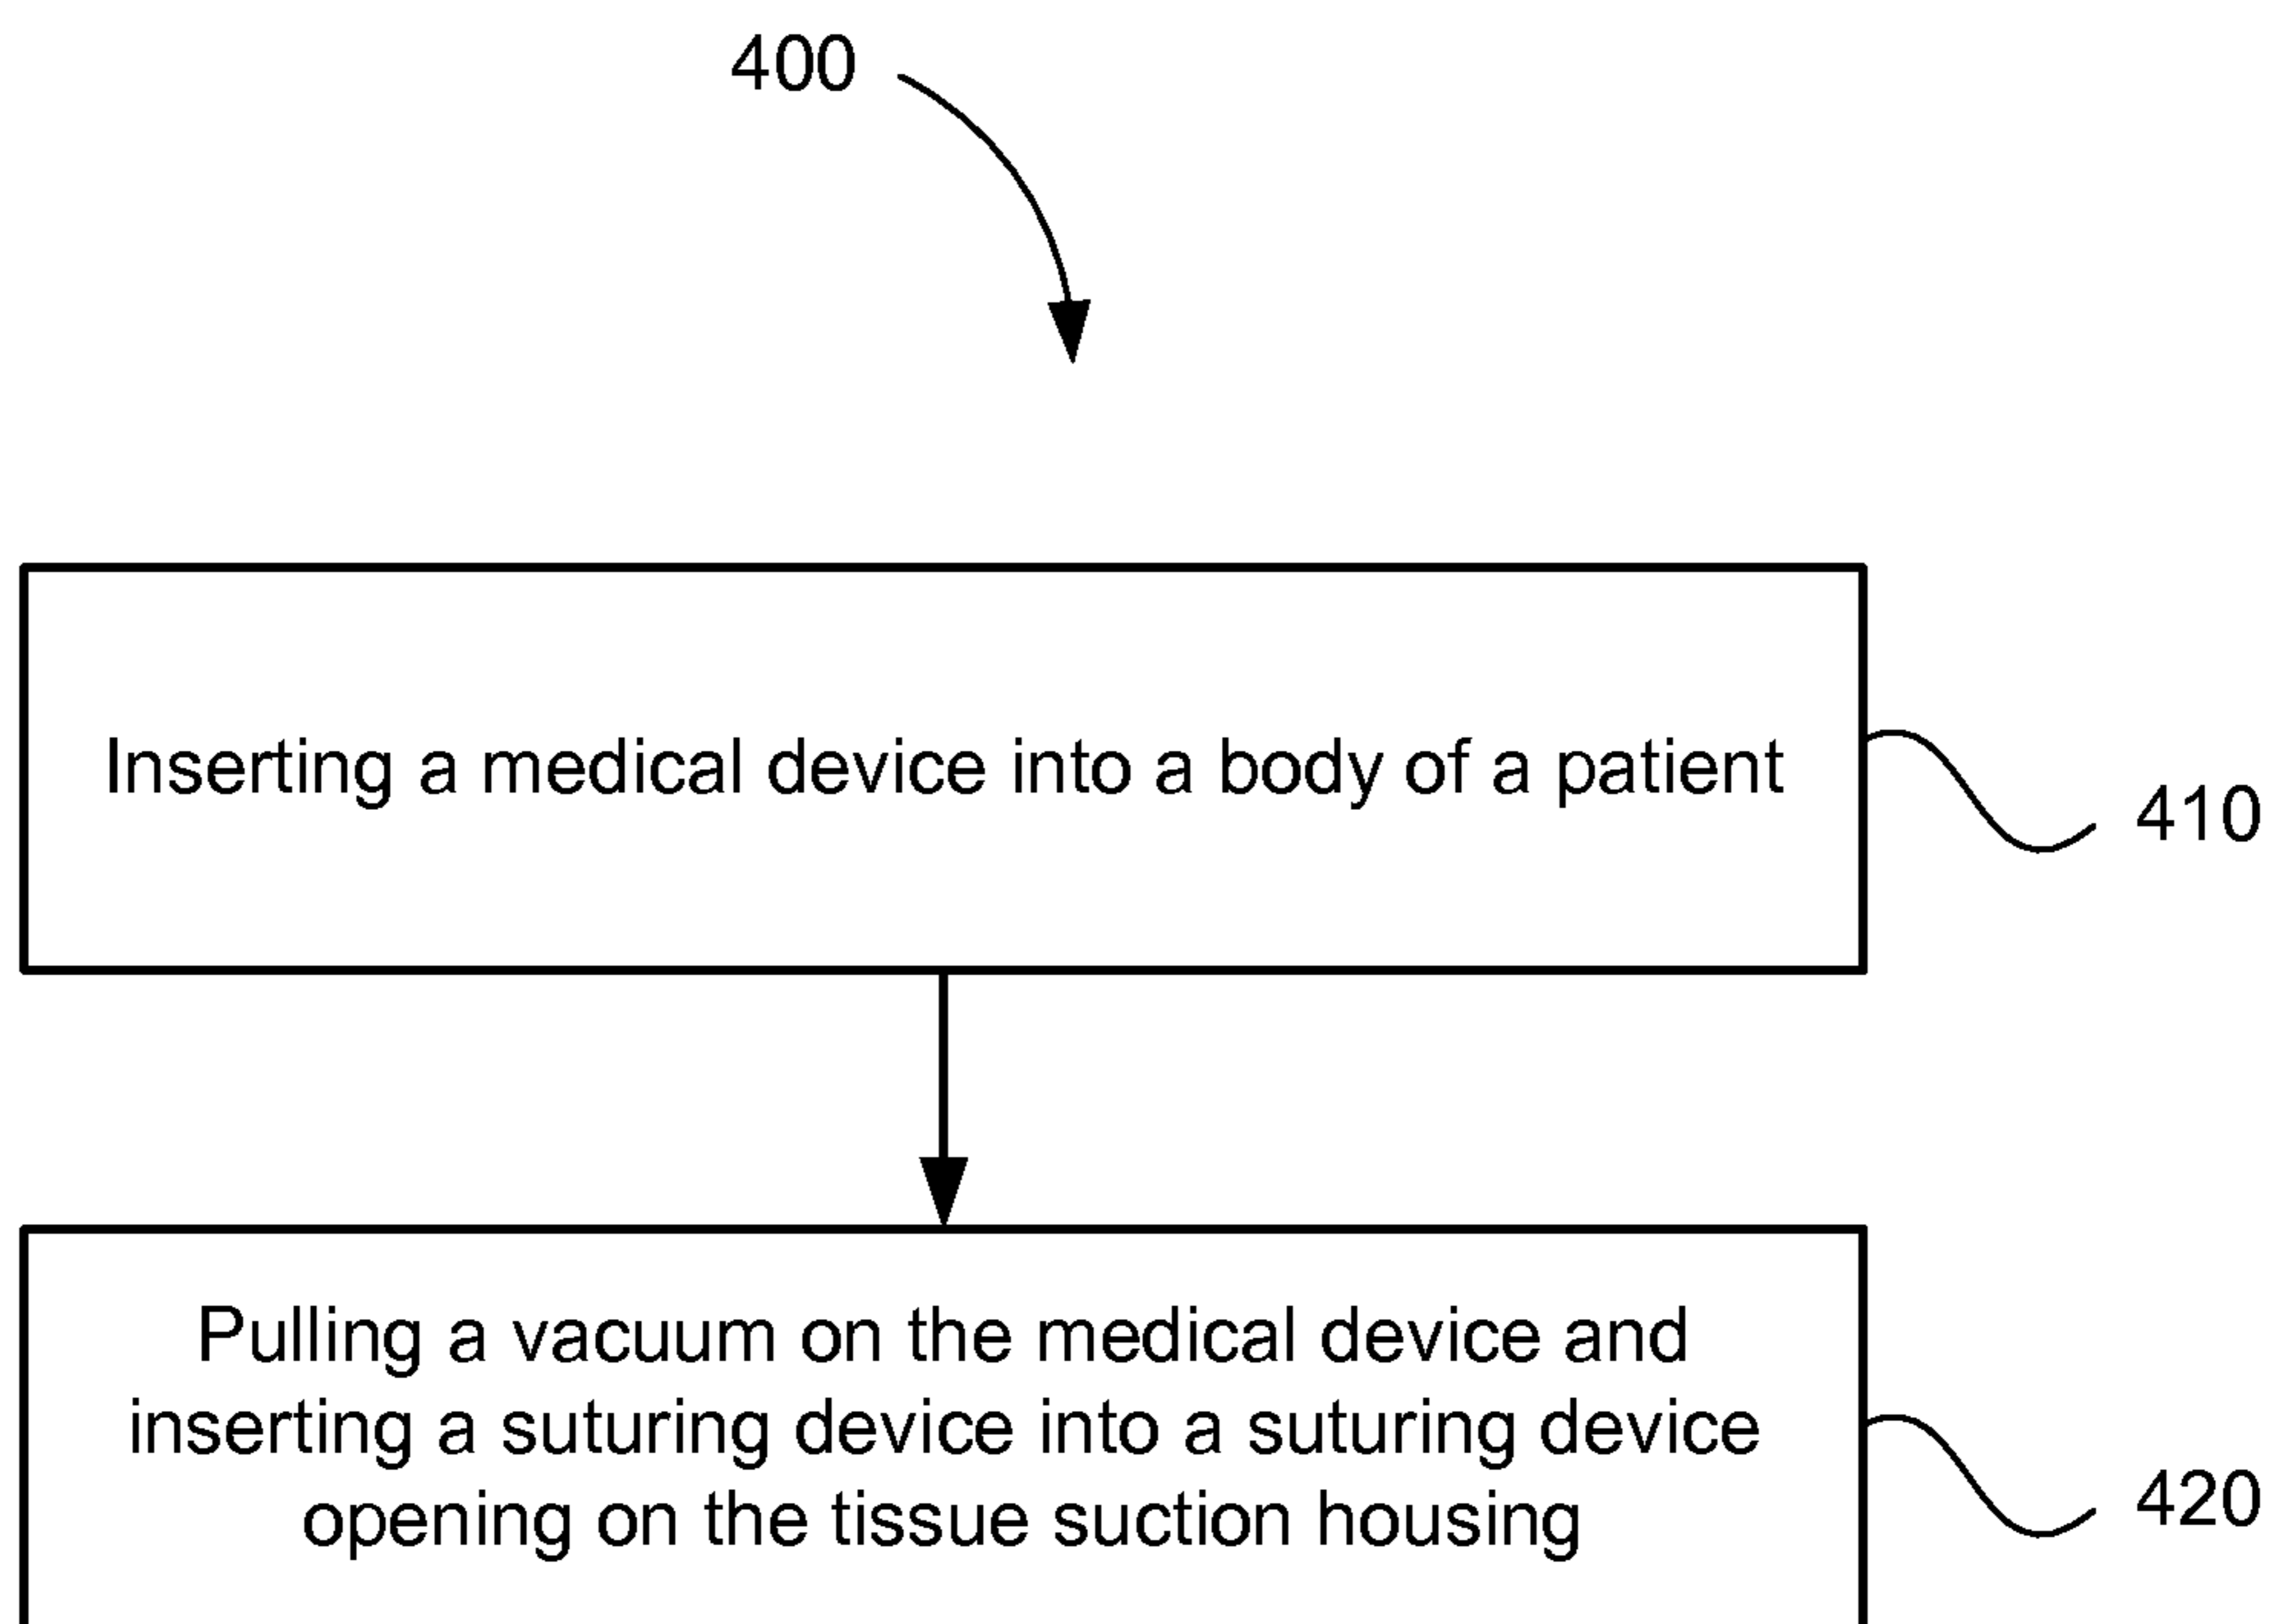 400
Inserting a medical device into a body of a patient
410
Pulling a vacuum on the medical device and
inserting a suturing device into a suturing device
opening on the tissue suction housing
420